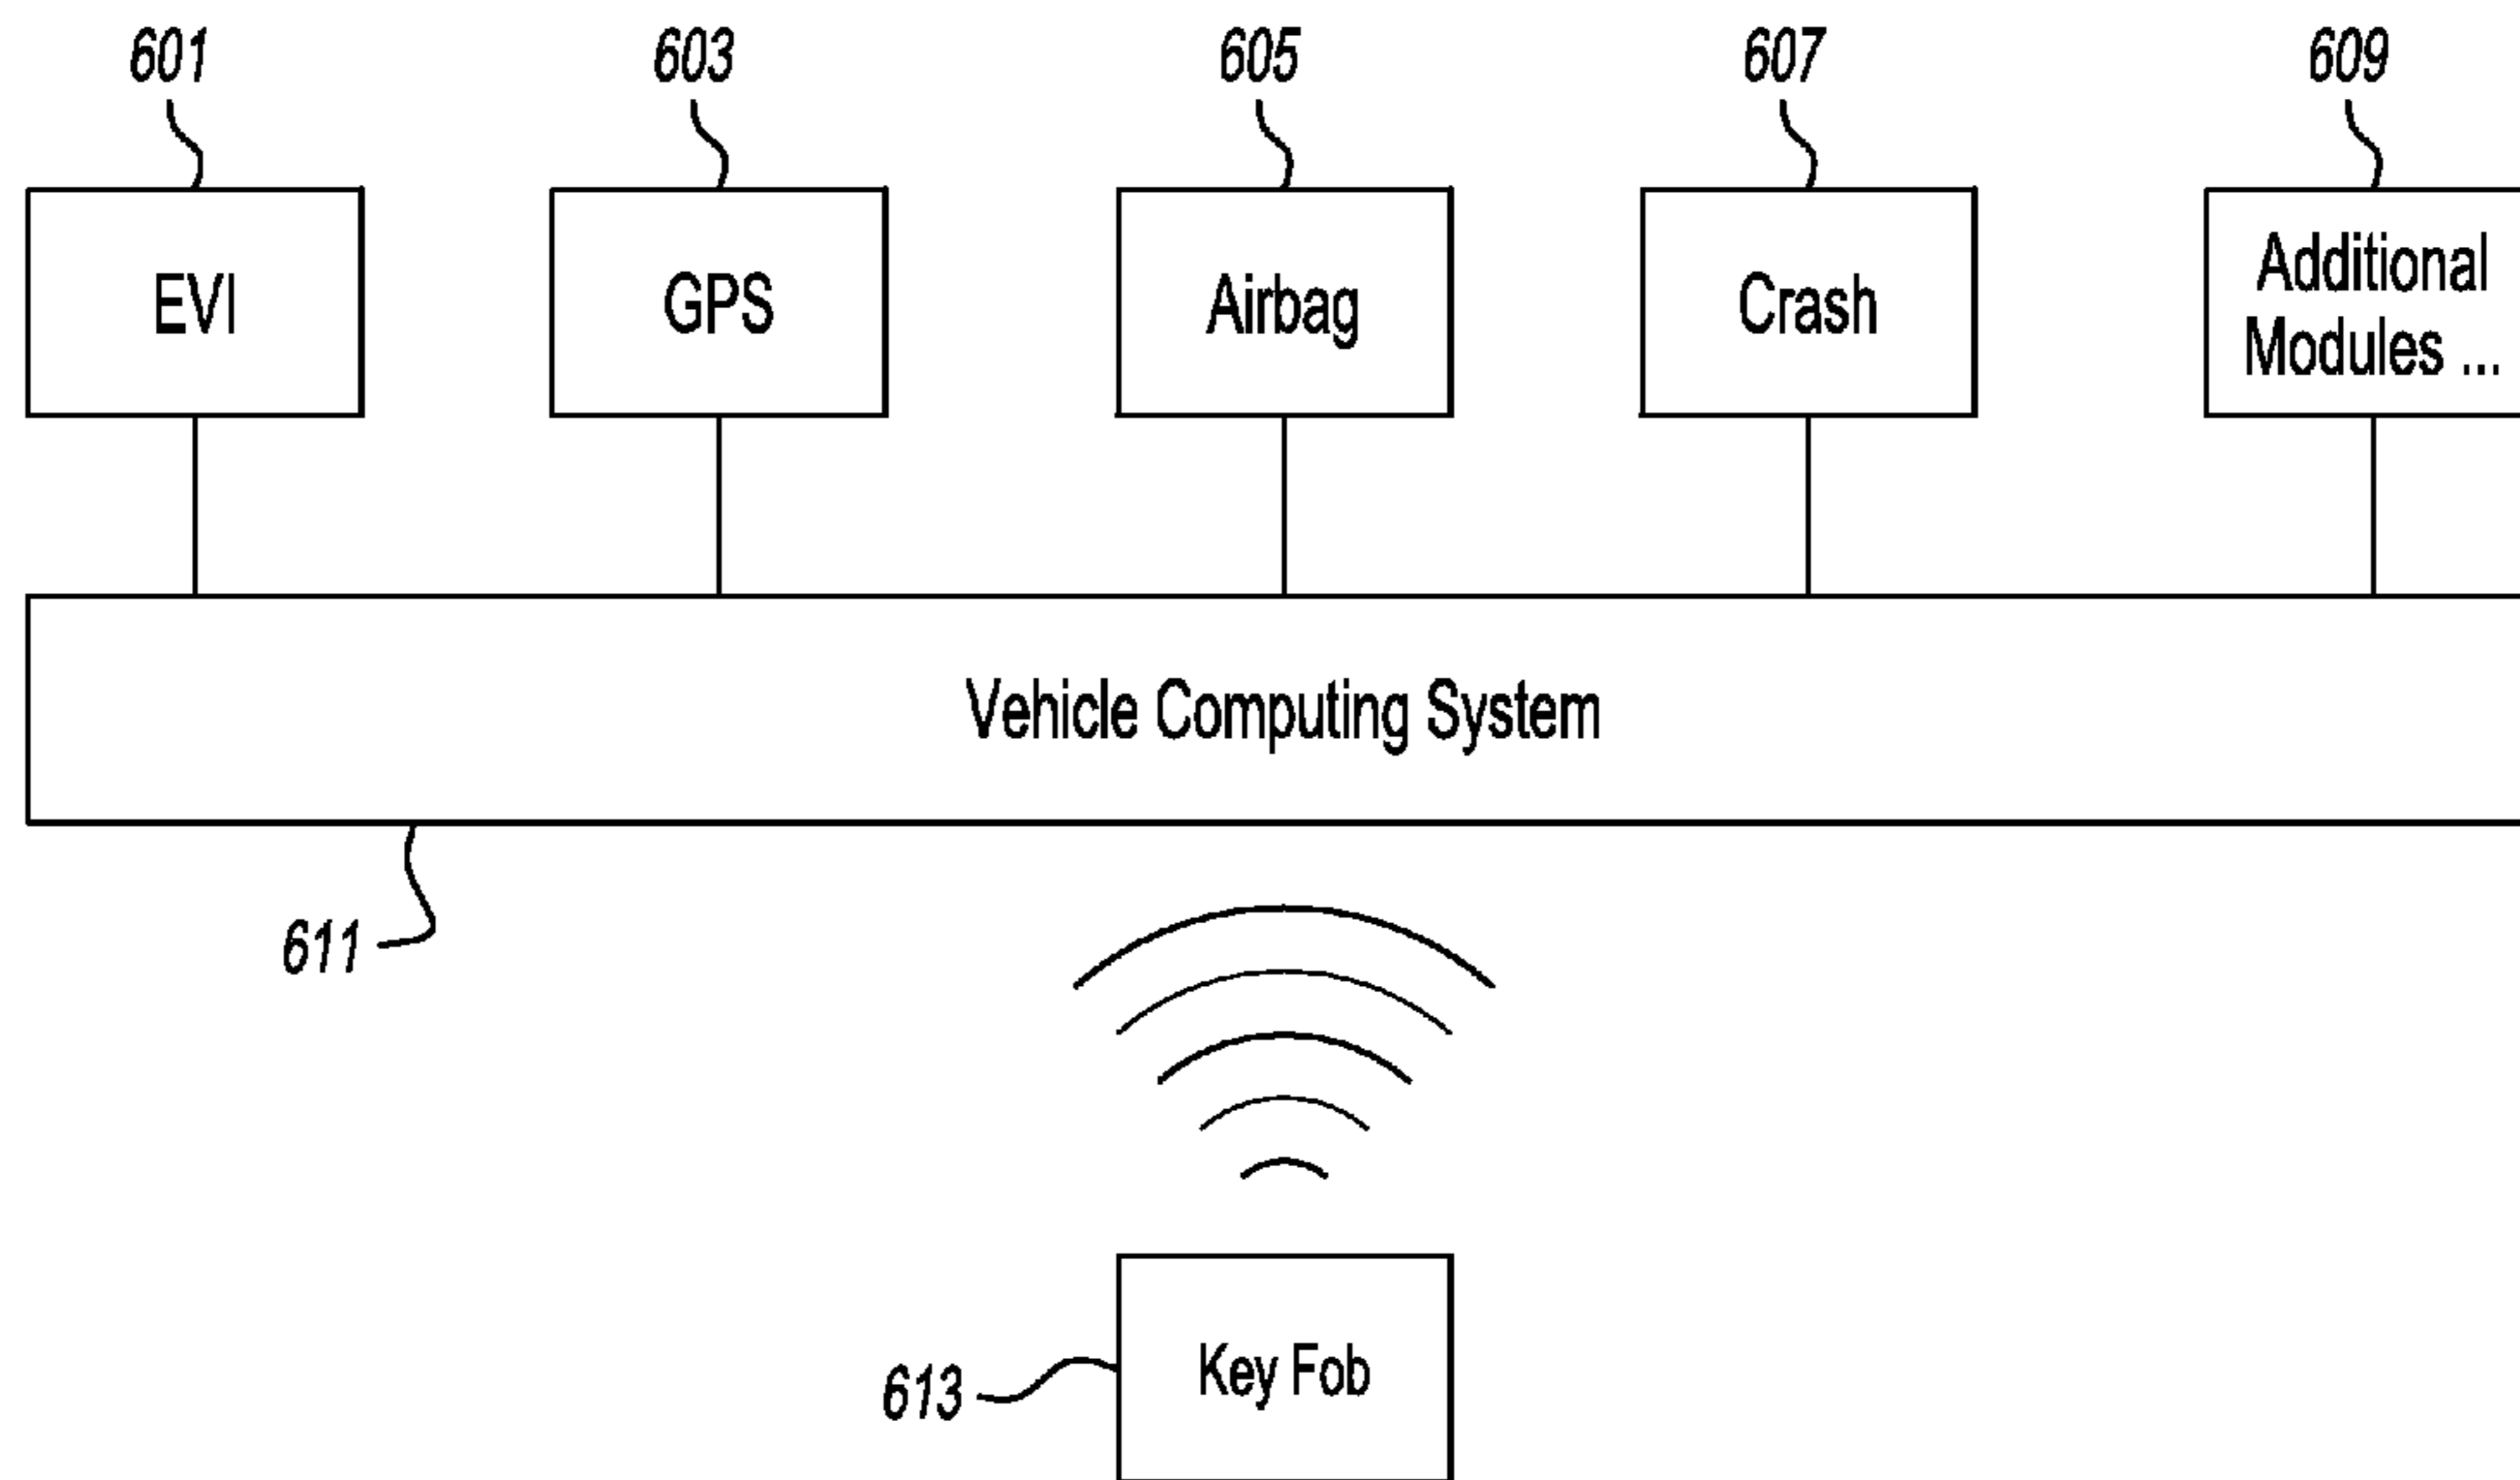 601
603
605
607
609
EVI
GPS
Airbag
Crash
Additional
Modules ...
Vehicle Computing System
611
613
Key Fob